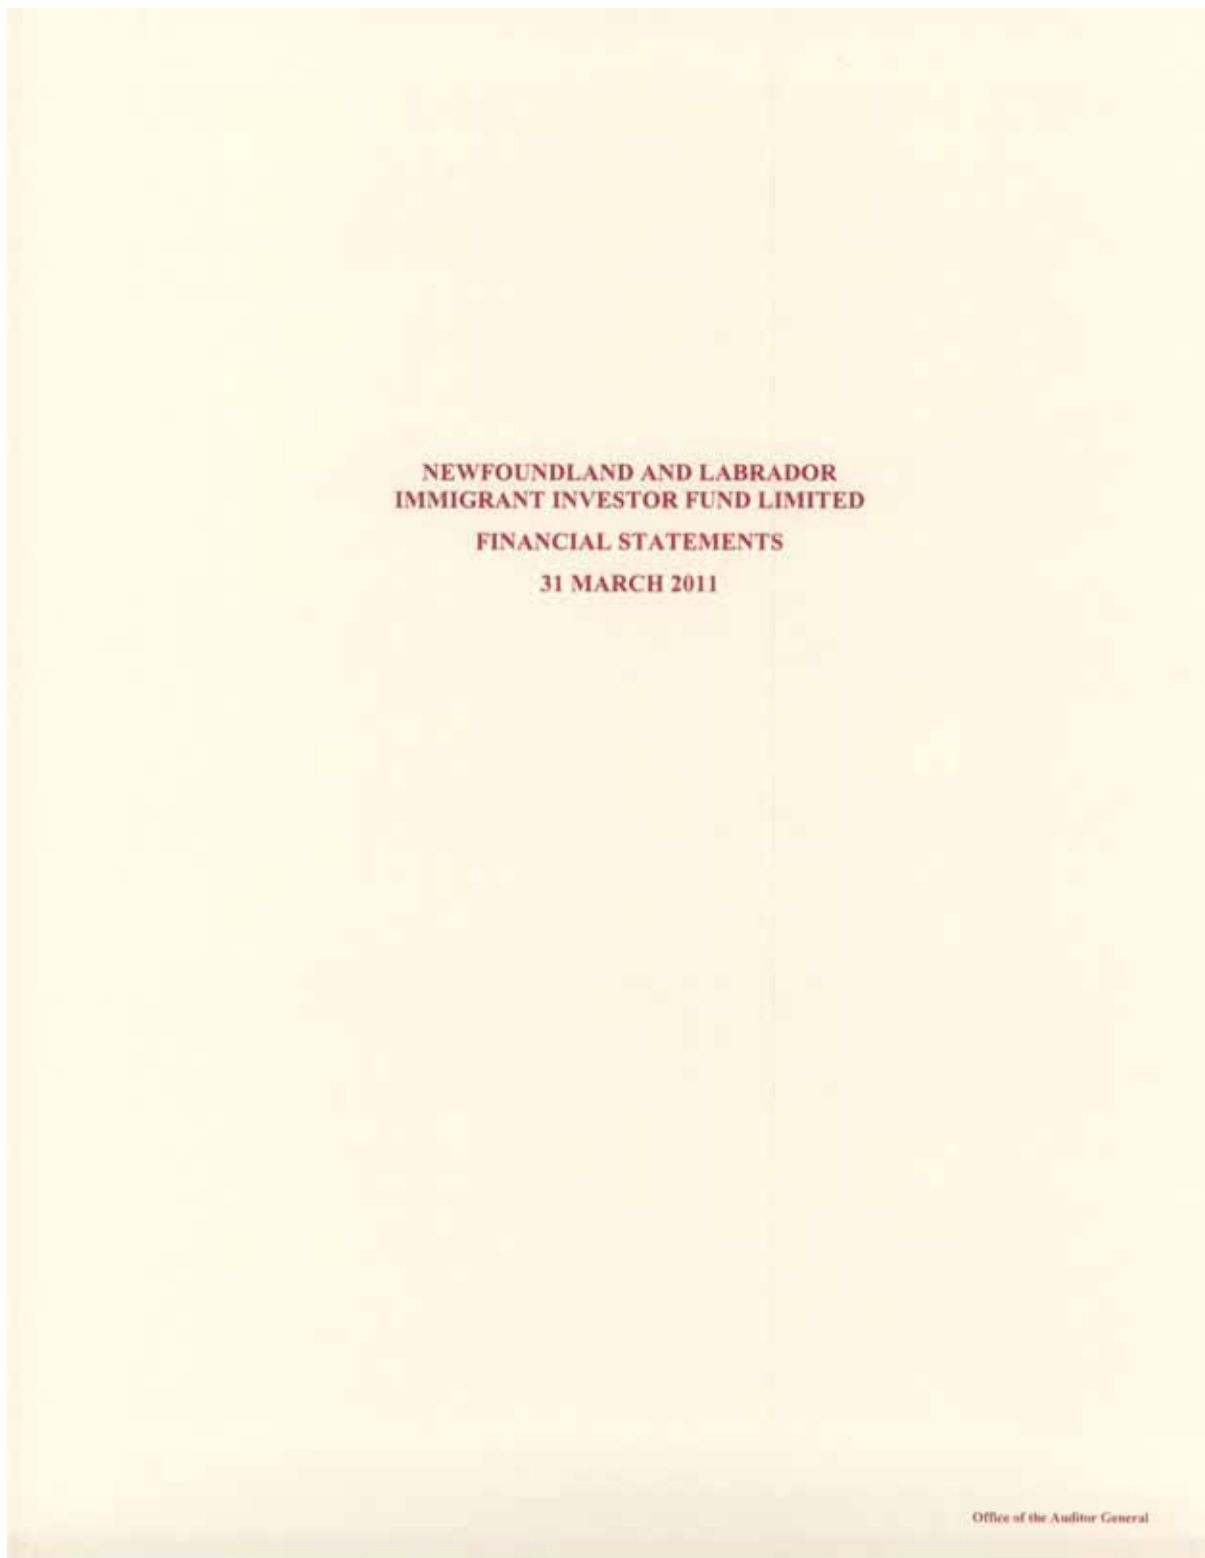 NEWFOUNDLAND AND LABRADOR
IMMIGRANT INVESTOR FUND LIMITED
FINANCIAL STATEMENTS
31 MARCH 2011
Office of the Auditor General